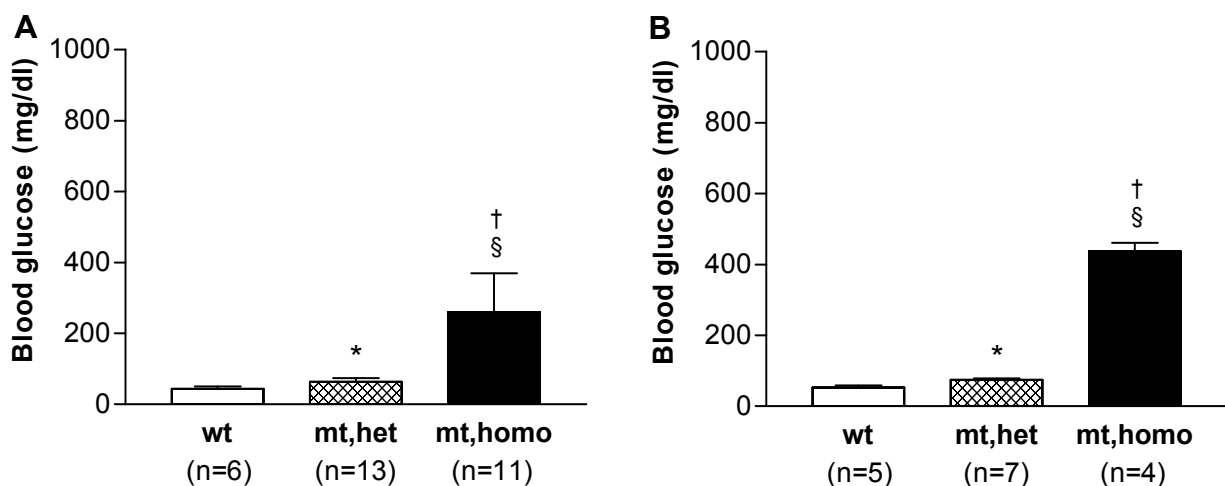 A
Blood glucose (mg/dl)
1000
800
600
400
200
0
*
†
§
wt
mt,het
mt,homo
(n=6)
(n=13)
(n=11)
B
Blood glucose (mg/dl)
1000
800
600
400
200
0
*
†
§
wt
mt,het
mt,homo
(n=5)
(n=7)
(n=4)